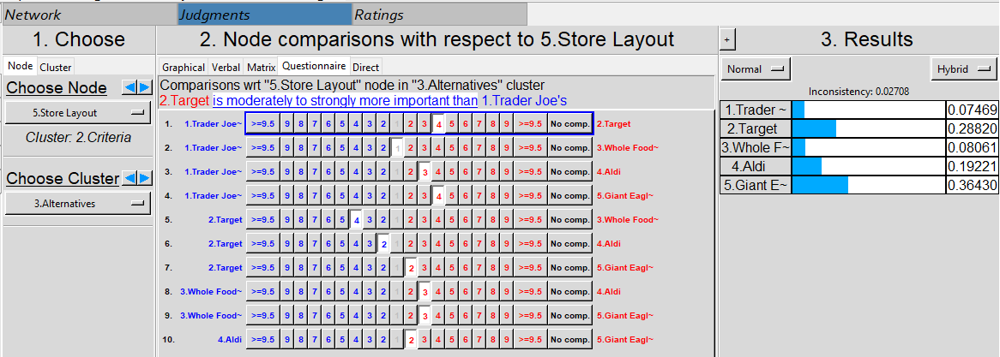 Network Judgments Ratings
1. Choose
2. Node comparisons with respect to 5.Store Layout
+ 3. Results
Node Cluster
Graphical Verbal Matrix Questionnaire Direct
Normal Hybrid
Choose Node
Comparisons wrt "5.Store Layout" node in "3.Alternatives" cluster
2.Target is moderately to strongly more important than 1.Trader Joe's
Inconsistency: 0.02708
5.Store Layout
Cluster: 2.Criteria
Choose Cluster
3.Alternatives
1. 1.Trader Joe~ >=9.5 9 8 7 6 5 4 3 2 1 2 3 4 5 6 7 8 9 >=9.5 No comp. 2.Target
2. 1.Trader Joe~ >=9.5 9 8 7 6 5 4 3 2 1 2 3 4 5 6 7 8 9 >=9.5 No comp. 3.Whole Food~
3. 1.Trader Joe~ >=9.5 9 8 7 6 5 4 3 2 1 2 3 4 5 6 7 8 9 >=9.5 No comp. 4.Aldi
4. 1.Trader Joe~ >=9.5 9 8 7 6 5 4 3 2 1 2 3 4 5 6 7 8 9 >=9.5 No comp. 5.Giant Eagl~
5. 2.Target >=9.5 9 8 7 6 5 4 3 2 1 2 3 4 5 6 7 8 9 >=9.5 No comp. 3.Whole Food~
6. 2.Target >=9.5 9 8 7 6 5 4 3 2 1 2 3 4 5 6 7 8 9 >=9.5 No comp. 4.Aldi
7. 2.Target >=9.5 9 8 7 6 5 4 3 2 1 2 3 4 5 6 7 8 9 >=9.5 No comp. 5.Giant Eagl~
8. 3.Whole Food~ >=9.5 9 8 7 6 5 4 3 2 1 2 3 4 5 6 7 8 9 >=9.5 No comp. 4.Aldi
9. 3.Whole Food~ >=9.5 9 8 7 6 5 4 3 2 1 2 3 4 5 6 7 8 9 >=9.5 No comp. 5.Giant Eagl~
10. 4.Aldi >=9.5 9 8 7 6 5 4 3 2 1 2 3 4 5 6 7 8 9 >=9.5 No comp. 5.Giant Eagl~
1.Trader ~ 0.07469
2.Target 0.28820
3.Whole F~ 0.08061
4.Aldi 0.19221
5.Giant E~ 0.36430